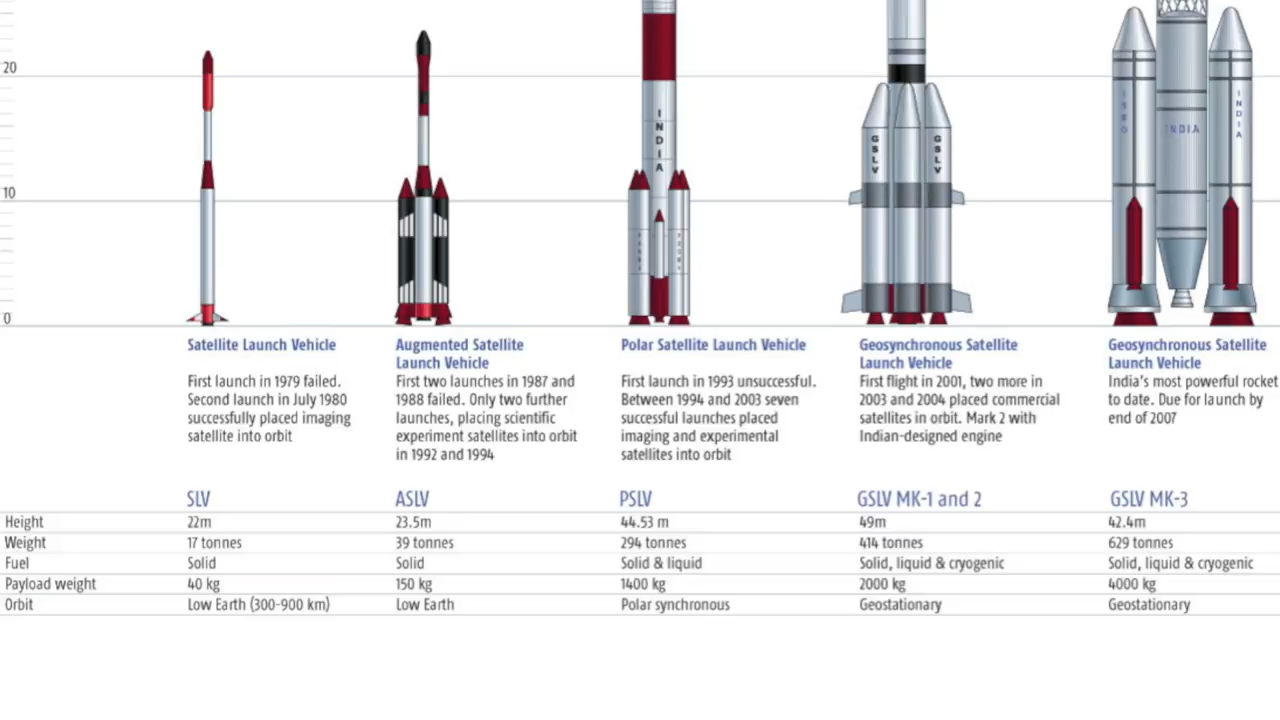 20
10
0
INDIA
GSLV
GSLV
INDIA
INDIA
Satellite Launch Vehicle
First launch in 1979 failed.
Second launch in July 1980
successfully placed imaging
satellite into orbit
Augmented Satellite
Launch Vehicle
First two launches in 1987 and
1988 failed. Only two further
launches, placing scientific
experiment satellites into orbit
in 1992 and 1994
Polar Satellite Launch Vehicle
First launch in 1993 unsuccessful.
Between 1994 and 2003 seven
successful launches placed
imaging and experimental
satellites into orbit
Geosynchronous Satellite
Launch Vehicle
First flight in 2001, two more in
2003 and 2004 placed commercial
satellites in orbit. Mark 2 with
Indian-designed engine
Geosynchronous Satellite
Launch Vehicle
India's most powerful rocket
to date. Due for launch by
end of 2007
SLV ASLV PSLV GSLV MK-1 and 2 GSLV MK-3
Height 22m 23.5m 44.53 m 49m 42.4m
Weight 17 tonnes 39 tonnes 294 tonnes 414 tonnes 629 tonnes
Fuel Solid Solid Solid & liquid Solid, liquid & cryogenic Solid, liquid & cryogenic
Payload weight 40 kg 150 kg 1400 kg 2000 kg 4000 kg
Orbit Low Earth (300-900 km) Low Earth Polar synchronous Geostationary Geostationary